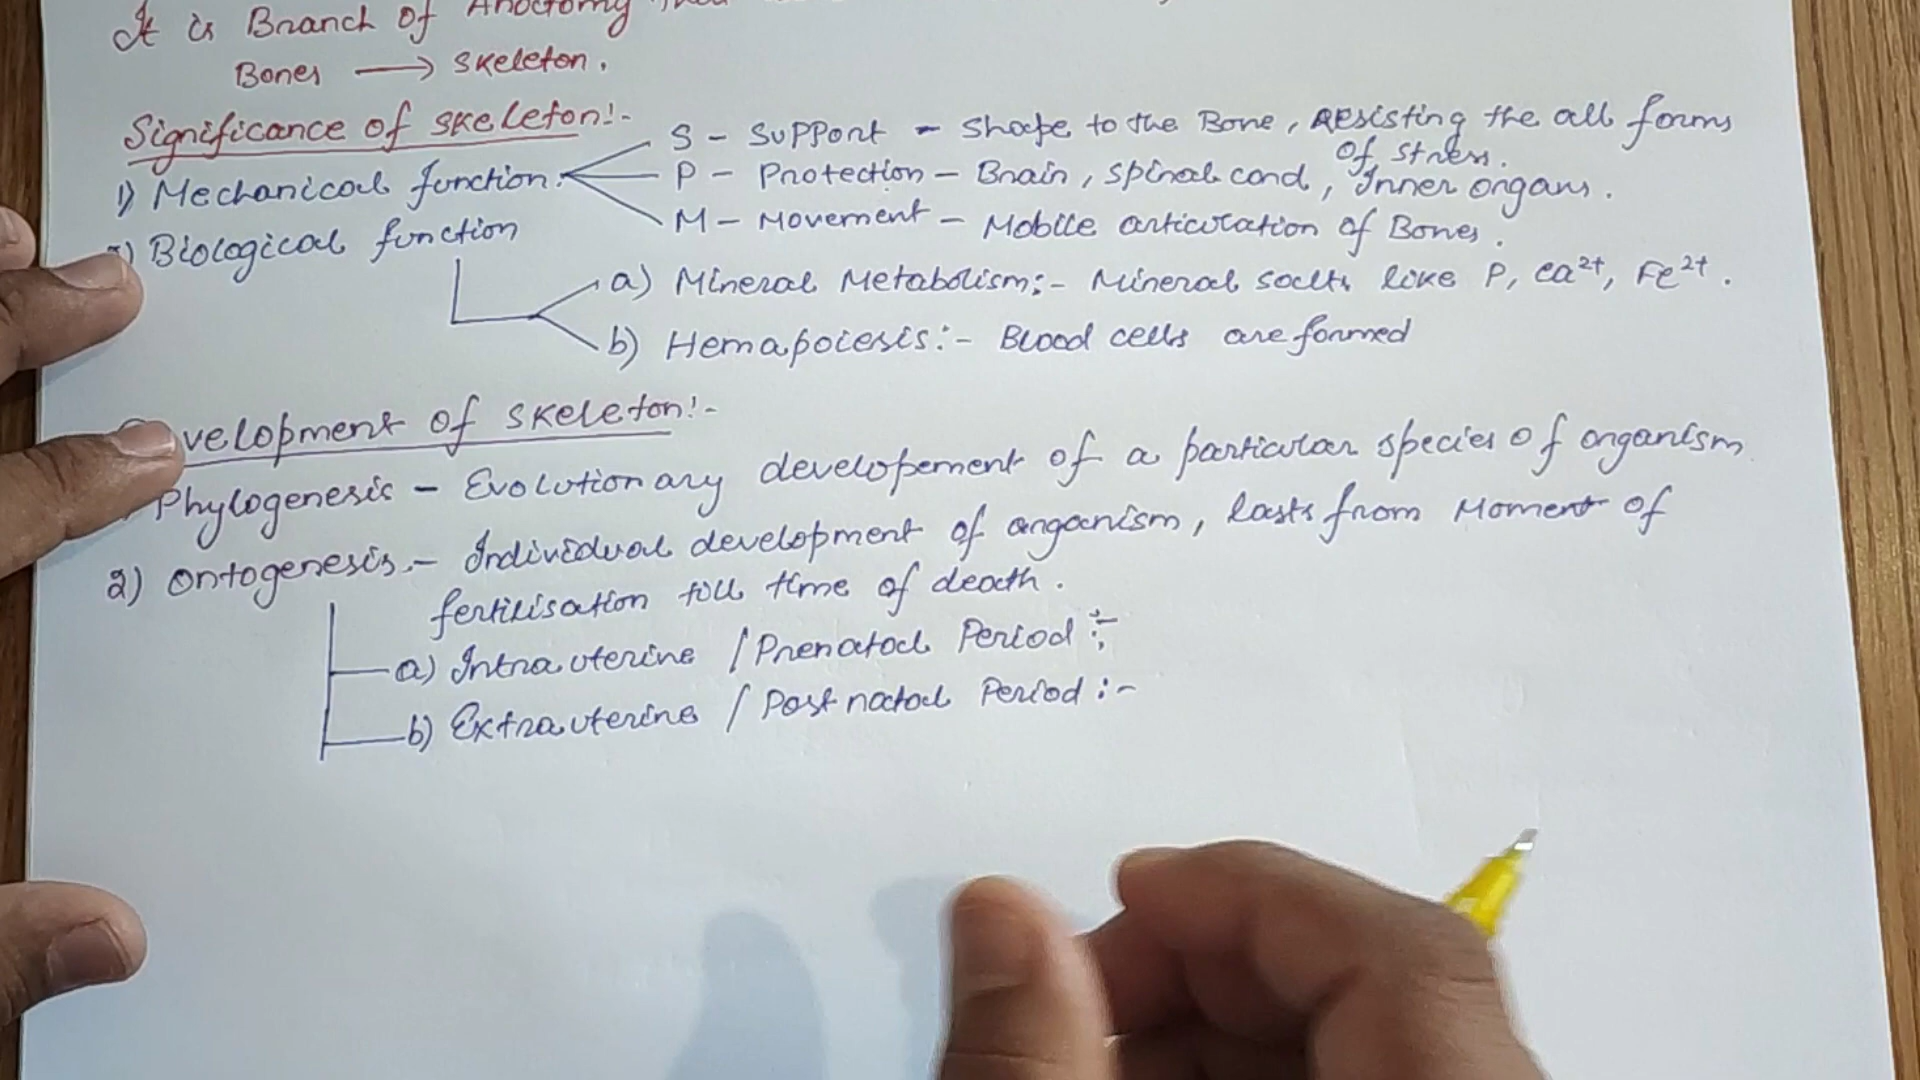 It is Branch of Anatomy
Bones → skeleton.
Significance of skeleton:-
1) Mechanical function:
S - Support - Shape to the Bone, Resisting the all forms of stress.
P - Protection - Brain, spinal cord, Inner organs.
M - Movement - Mobile articulation of Bones.
) Biological function
a) Mineral Metabolism:- Mineral salts like P, Ca²⁺, Fe²⁺.
b) Hemapoiesis:- Blood cells are formed
velopment of skeleton:-
Phylogenesis - Evolutionary developement of a particular species of organism
2) Ontogenesis - Individual development of organism, lasts from Moment of
fertilisation till time of death.
a) Intrauterine / Prenatal Period :-
b) Extrauterine / Post natal Period :-